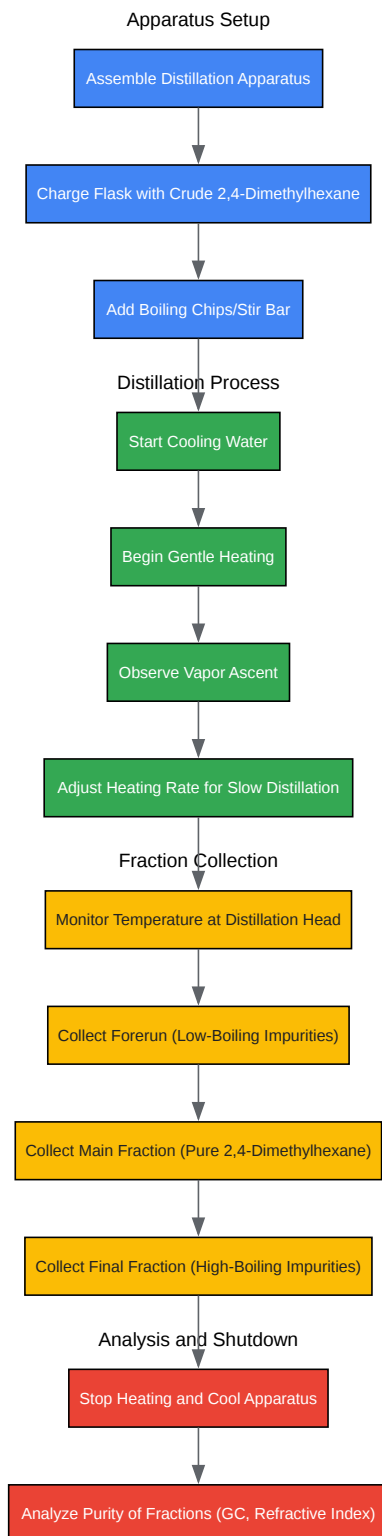 Apparatus Setup
Assemble Distillation Apparatus
Charge Flask with Crude 2,4-Dimethylhexane
Add Boiling Chips/Stir Bar
Distillation Process
Start Cooling Water
Begin Gentle Heating
Observe Vapor Ascent
Adjust Heating Rate for Slow Distillation
Fraction Collection
Monitor Temperature at Distillation Head
Collect Forerun (Low-Boiling Impurities)
Collect Main Fraction (Pure 2,4-Dimethylhexane)
Collect Final Fraction (High-Boiling Impurities)
Analysis and Shutdown
Stop Heating and Cool Apparatus
Analyze Purity of Fractions (GC, Refractive Index)